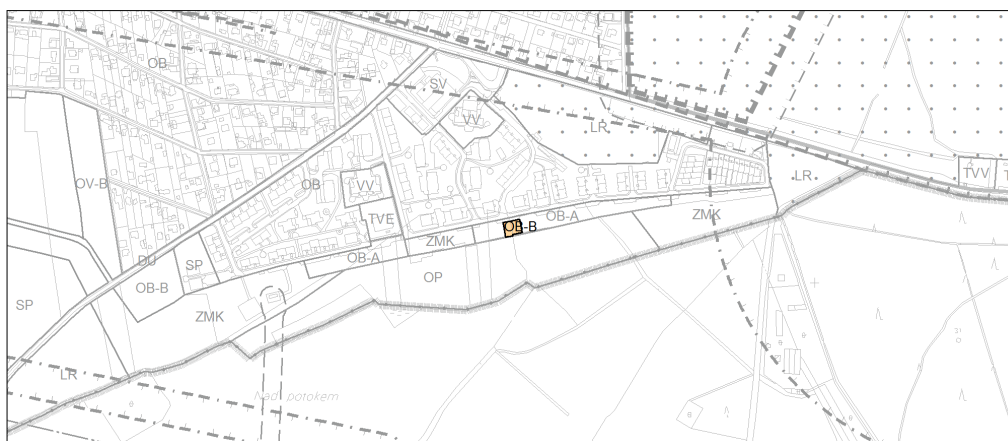 OB
SV
VV
LR
OV-B
OB
VV
TVE
LR
TVV
OB-A
ZMK
OB-B
ZMK
DU
SP
OB-A
OP
OB-B
SP
ZMK
LR
Nad potokem